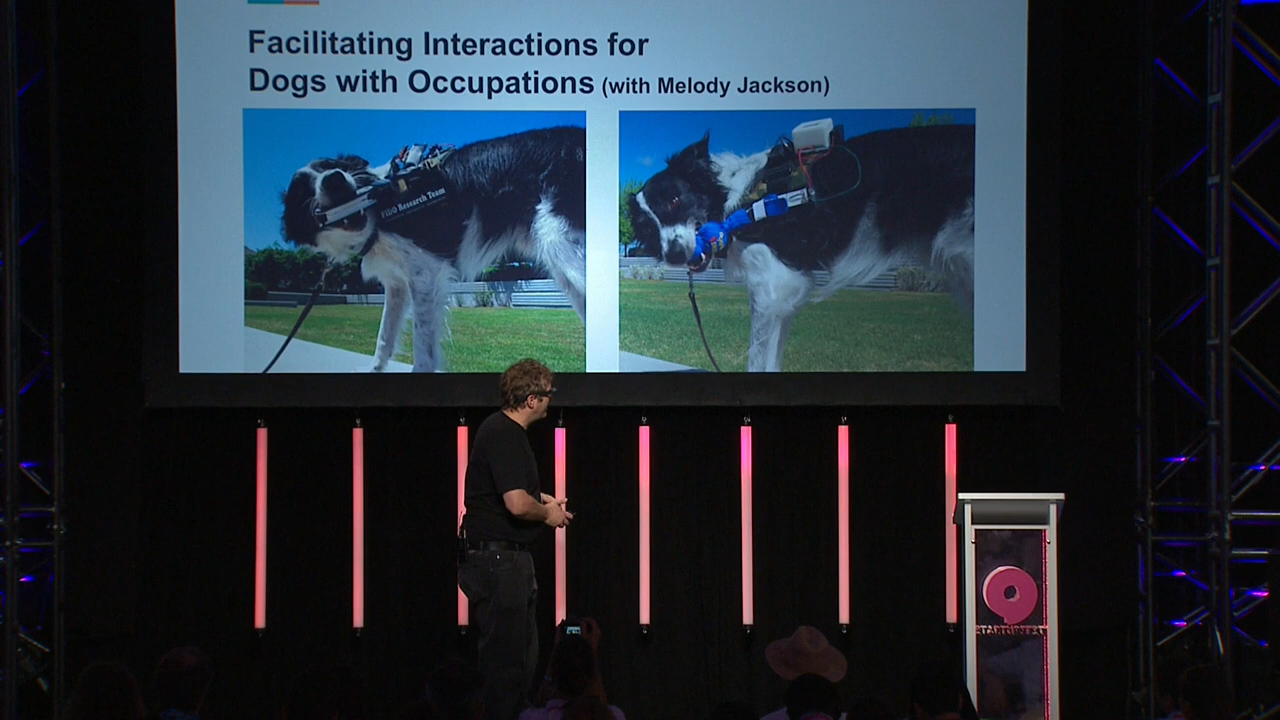 Facilitating Interactions for
Dogs with Occupations (with Melody Jackson)
FIDO Research Team
STARTUPFEST